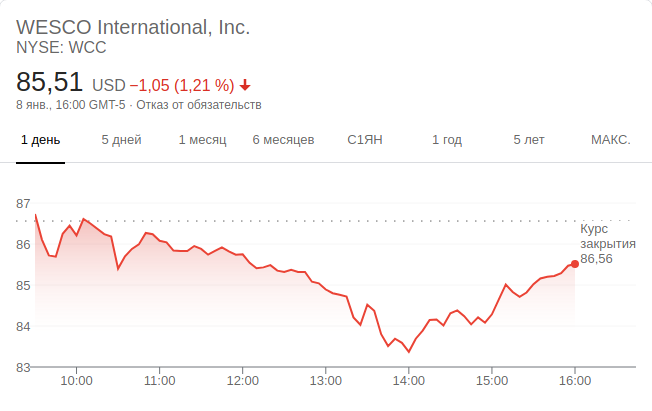 WESCO International, Inc.
NYSE: WCC
85,51 USD −1,05 (1,21 %)
8 янв., 16:00 GMT-5 · Отказ от обязательств
1 день 5 дней 1 месяц 6 месяцев С1ЯН 1 год 5 лет МАКС.
87
Курс
закрытия
86,56
86
85
84
83
10:00 11:00 12:00 13:00 14:00 15:00 16:00